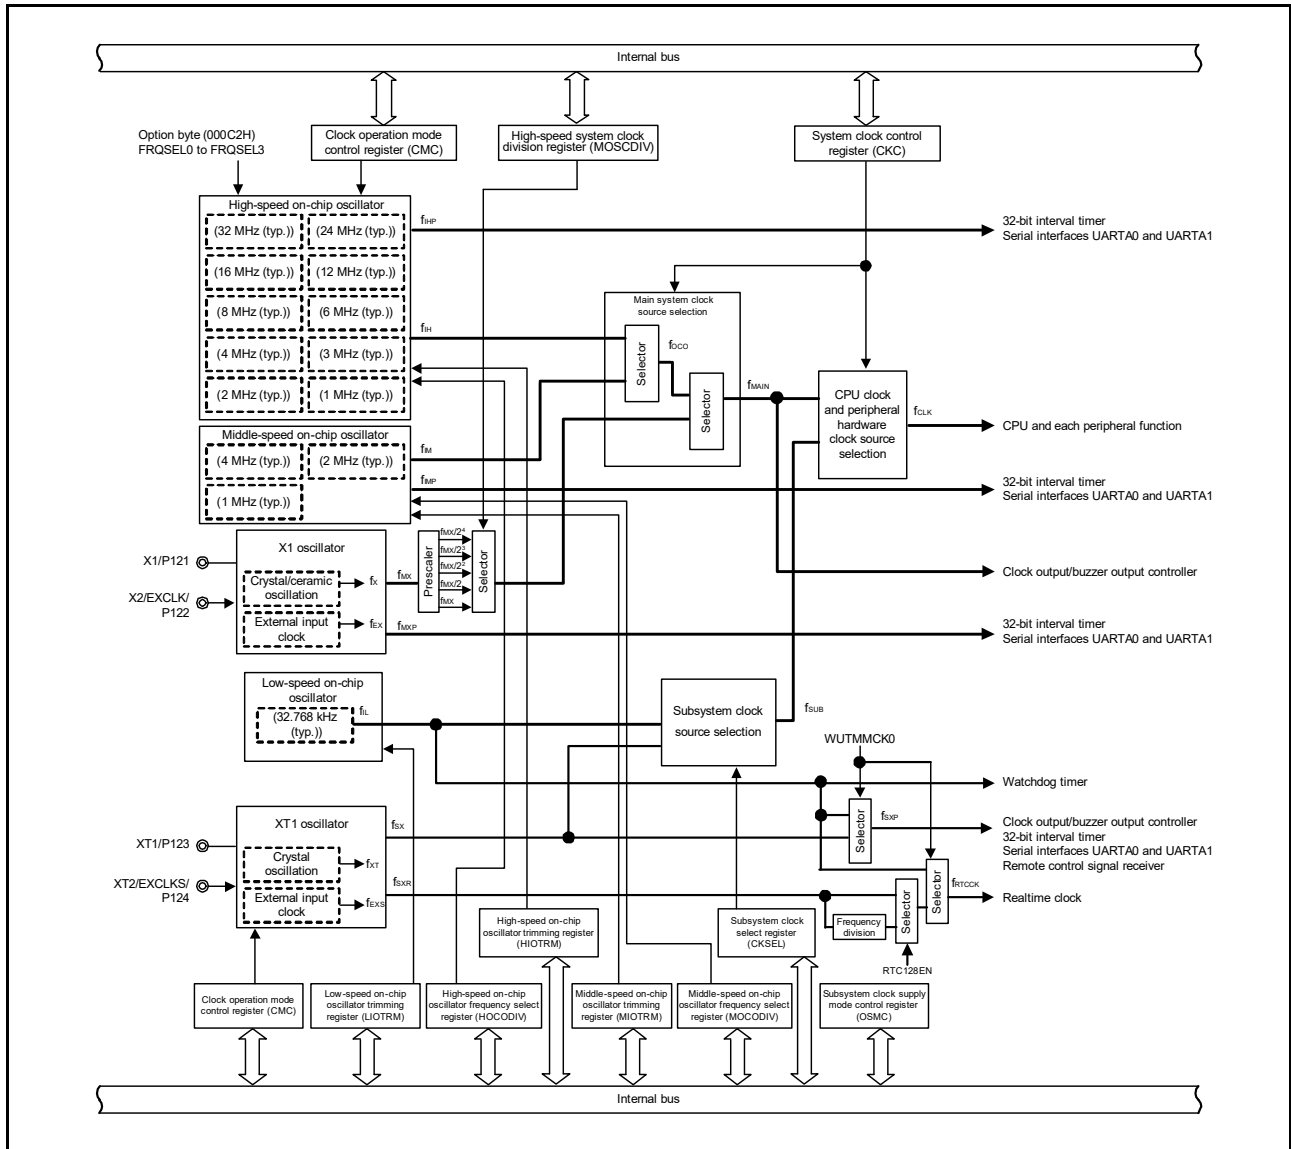 Internal bus
Option byte (000C2H)
FRQSEL0 to FRQSEL3
Clock operation mode
control register (CMC)
High-speed system clock
division register (MOSCDIV)
System clock control
register (CKC)
High-speed on-chip oscillator
(32 MHz (typ.)) (24 MHz (typ.))
(16 MHz (typ.)) (12 MHz (typ.))
(8 MHz (typ.)) (6 MHz (typ.))
(4 MHz (typ.)) (3 MHz (typ.))
(2 MHz (typ.)) (1 MHz (typ.))
fIHP
32-bit interval timer
Serial interfaces UARTA0 and UARTA1
fIH
Main system clock
source selection
Selector
fOCO
Selector
fMAIN
CPU clock
and peripheral
hardware
clock source
selection
fCLK
CPU and each peripheral function
Middle-speed on-chip oscillator
(4 MHz (typ.)) (2 MHz (typ.))
(1 MHz (typ.))
fIM
fIMP
32-bit interval timer
Serial interfaces UARTA0 and UARTA1
X1/P121
X2/EXCLK/
P122
X1 oscillator
Crystal/ceramic
oscillation
fX
External input
clock
fEX
fMX
Prescaler
fMX/2⁴
fMX/2³
fMX/2²
fMX/2
fMX
Selector
Clock output/buzzer output controller
fMXP
32-bit interval timer
Serial interfaces UARTA0 and UARTA1
Low-speed on-chip
oscillator
(32.768 kHz
(typ.))
fIL
Subsystem clock
source selection
fSUB
WUTMMCK0
Watchdog timer
XT1/P123
XT2/EXCLKS/
P124
XT1 oscillator
Crystal
oscillation
fXT
External input
clock
fEXS
fSX
fSXR
Selector
fSXP
Clock output/buzzer output controller
32-bit interval timer
Serial interfaces UARTA0 and UARTA1
Remote control signal receiver
Frequency
division
Selector
Selector
fRTCCK
Realtime clock
RTC128EN
High-speed on-chip
oscillator trimming register
(HIOTRM)
Subsystem clock
select register
(CKSEL)
Clock operation mode
control register (CMC)
Low-speed on-chip
oscillator trimming
register (LIOTRM)
High-speed on-chip
oscillator frequency select
register (HOCODIV)
Middle-speed on-chip
oscillator trimming
register (MIOTRM)
Middle-speed on-chip
oscillator frequency select
register (MOCODIV)
Subsystem clock supply
mode control register
(OSMC)
Internal bus